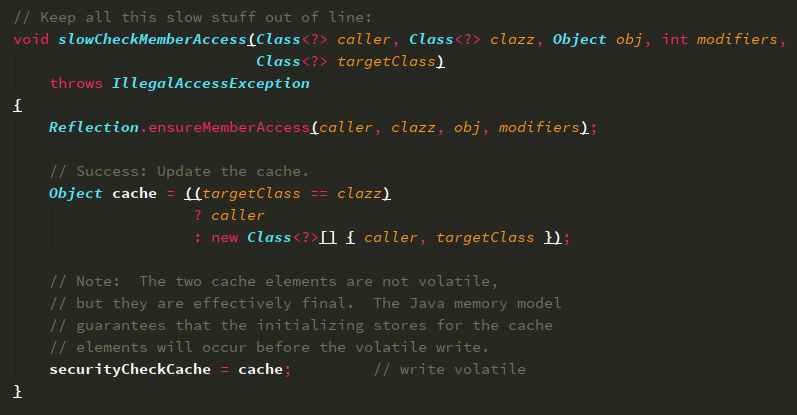 // Keep all this slow stuff out of line:
void slowCheckMemberAccess(Class<?> caller, Class<?> clazz, Object obj, int modifiers,
                           Class<?> targetClass)
    throws IllegalAccessException
{
    Reflection.ensureMemberAccess(caller, clazz, obj, modifiers);

    // Success: Update the cache.
    Object cache = ((targetClass == clazz)
                    ? caller
                    : new Class<?>[] { caller, targetClass });

    // Note:  The two cache elements are not volatile,
    // but they are effectively final.  The Java memory model
    // guarantees that the initializing stores for the cache
    // elements will occur before the volatile write.
    securityCheckCache = cache;         // write volatile
}